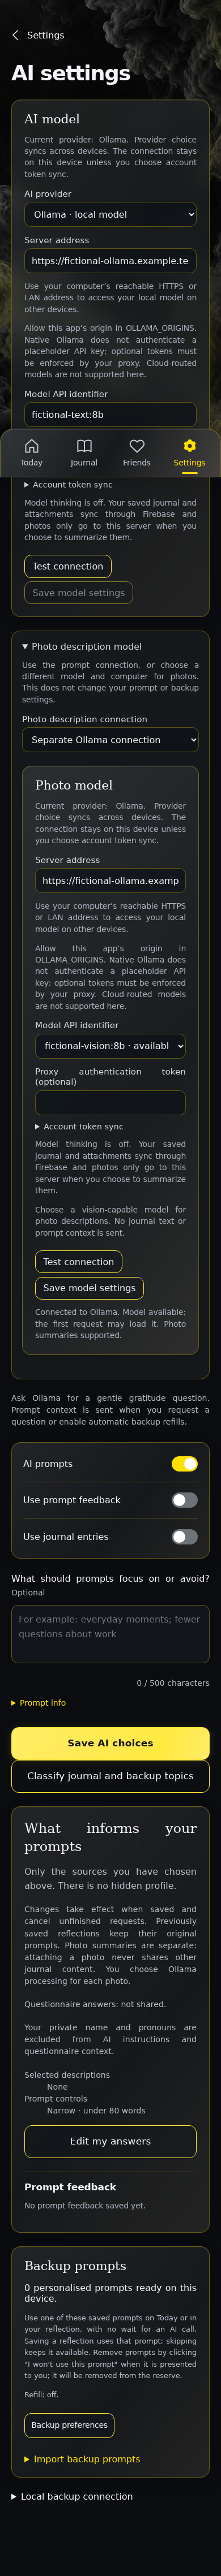 Settings
AI settings
AI model
Current provider: Ollama. Provider choice
syncs across devices. The connection stays
on this device unless you choose account
token sync.
AI provider
Ollama · local model
Server address
https://fictional-ollama.example.te
Use your computer's reachable HTTPS
or LAN address to access your local model
on other devices.
Allow this app's origin in OLLAMA_ORIGINS.
Native Ollama does not authenticate a
placeholder API key; optional tokens must
be enforced by your proxy. Cloud-routed
models are not supported here.
Model API identifier
fictional-text:8b
Today
Journal
Friends
Settings
Account token sync
Model thinking is off. Your saved journal and
attachments sync through Firebase and
photos only go to this server when you
choose to summarize them.
Test connection
Save model settings
Photo description model
Use the prompt connection, or choose a
different model and computer for photos.
This does not change your prompt or backup
settings.
Photo description connection
Separate Ollama connection
Photo model
Current provider: Ollama. Provider
choice syncs across devices. The
connection stays on this device unless
you choose account token sync.
Server address
https://fictional-ollama.examp
Use your computer's reachable HTTPS
or LAN address to access your local
model on other devices.
Allow this app's origin in
OLLAMA_ORIGINS. Native Ollama does
not authenticate a placeholder API
key; optional tokens must be enforced
by your proxy. Cloud-routed models
are not supported here.
Model API identifier
fictional-vision:8b · availabl
Proxy authentication token
(optional)
Account token sync
Model thinking is off. Your saved
journal and attachments sync through
Firebase and photos only go to this
server when you choose to summarize
them.
Choose a vision-capable model for
photo descriptions. No journal text or
prompt context is sent.
Test connection
Save model settings
Connected to Ollama. Model available;
the first request may load it. Photo
summaries supported.
Ask Ollama for a gentle gratitude question.
Prompt context is sent when you request a
question or enable automatic backup refills.
AI prompts
Use prompt feedback
Use journal entries
What should prompts focus on or avoid?
Optional
For example: everyday moments; fewer
questions about work
0 / 500 characters
Prompt info
Save AI choices
Classify journal and backup topics
What informs your
prompts
Only the sources you have chosen
above. There is no hidden profile.
Changes take effect when saved and
cancel unfinished requests. Previously
saved reflections keep their original
prompts. Photo summaries are separate:
attaching a photo never shares other
journal content. You choose Ollama
processing for each photo.
Questionnaire answers: not shared.
Your private name and pronouns are
excluded from AI instructions and
questionnaire context.
Selected descriptions
None
Prompt controls
Narrow · under 80 words
Edit my answers
Prompt feedback
No prompt feedback saved yet.
Backup prompts
0 personalised prompts ready on this
device.
Use one of these saved prompts on Today or in
your reflection, with no wait for an AI call.
Saving a reflection uses that prompt; skipping
keeps it available. Remove prompts by clicking
"I won't use this prompt" when it is presented
to you; it will be removed from the reserve.
Refill: off.
Backup preferences
Import backup prompts
Local backup connection